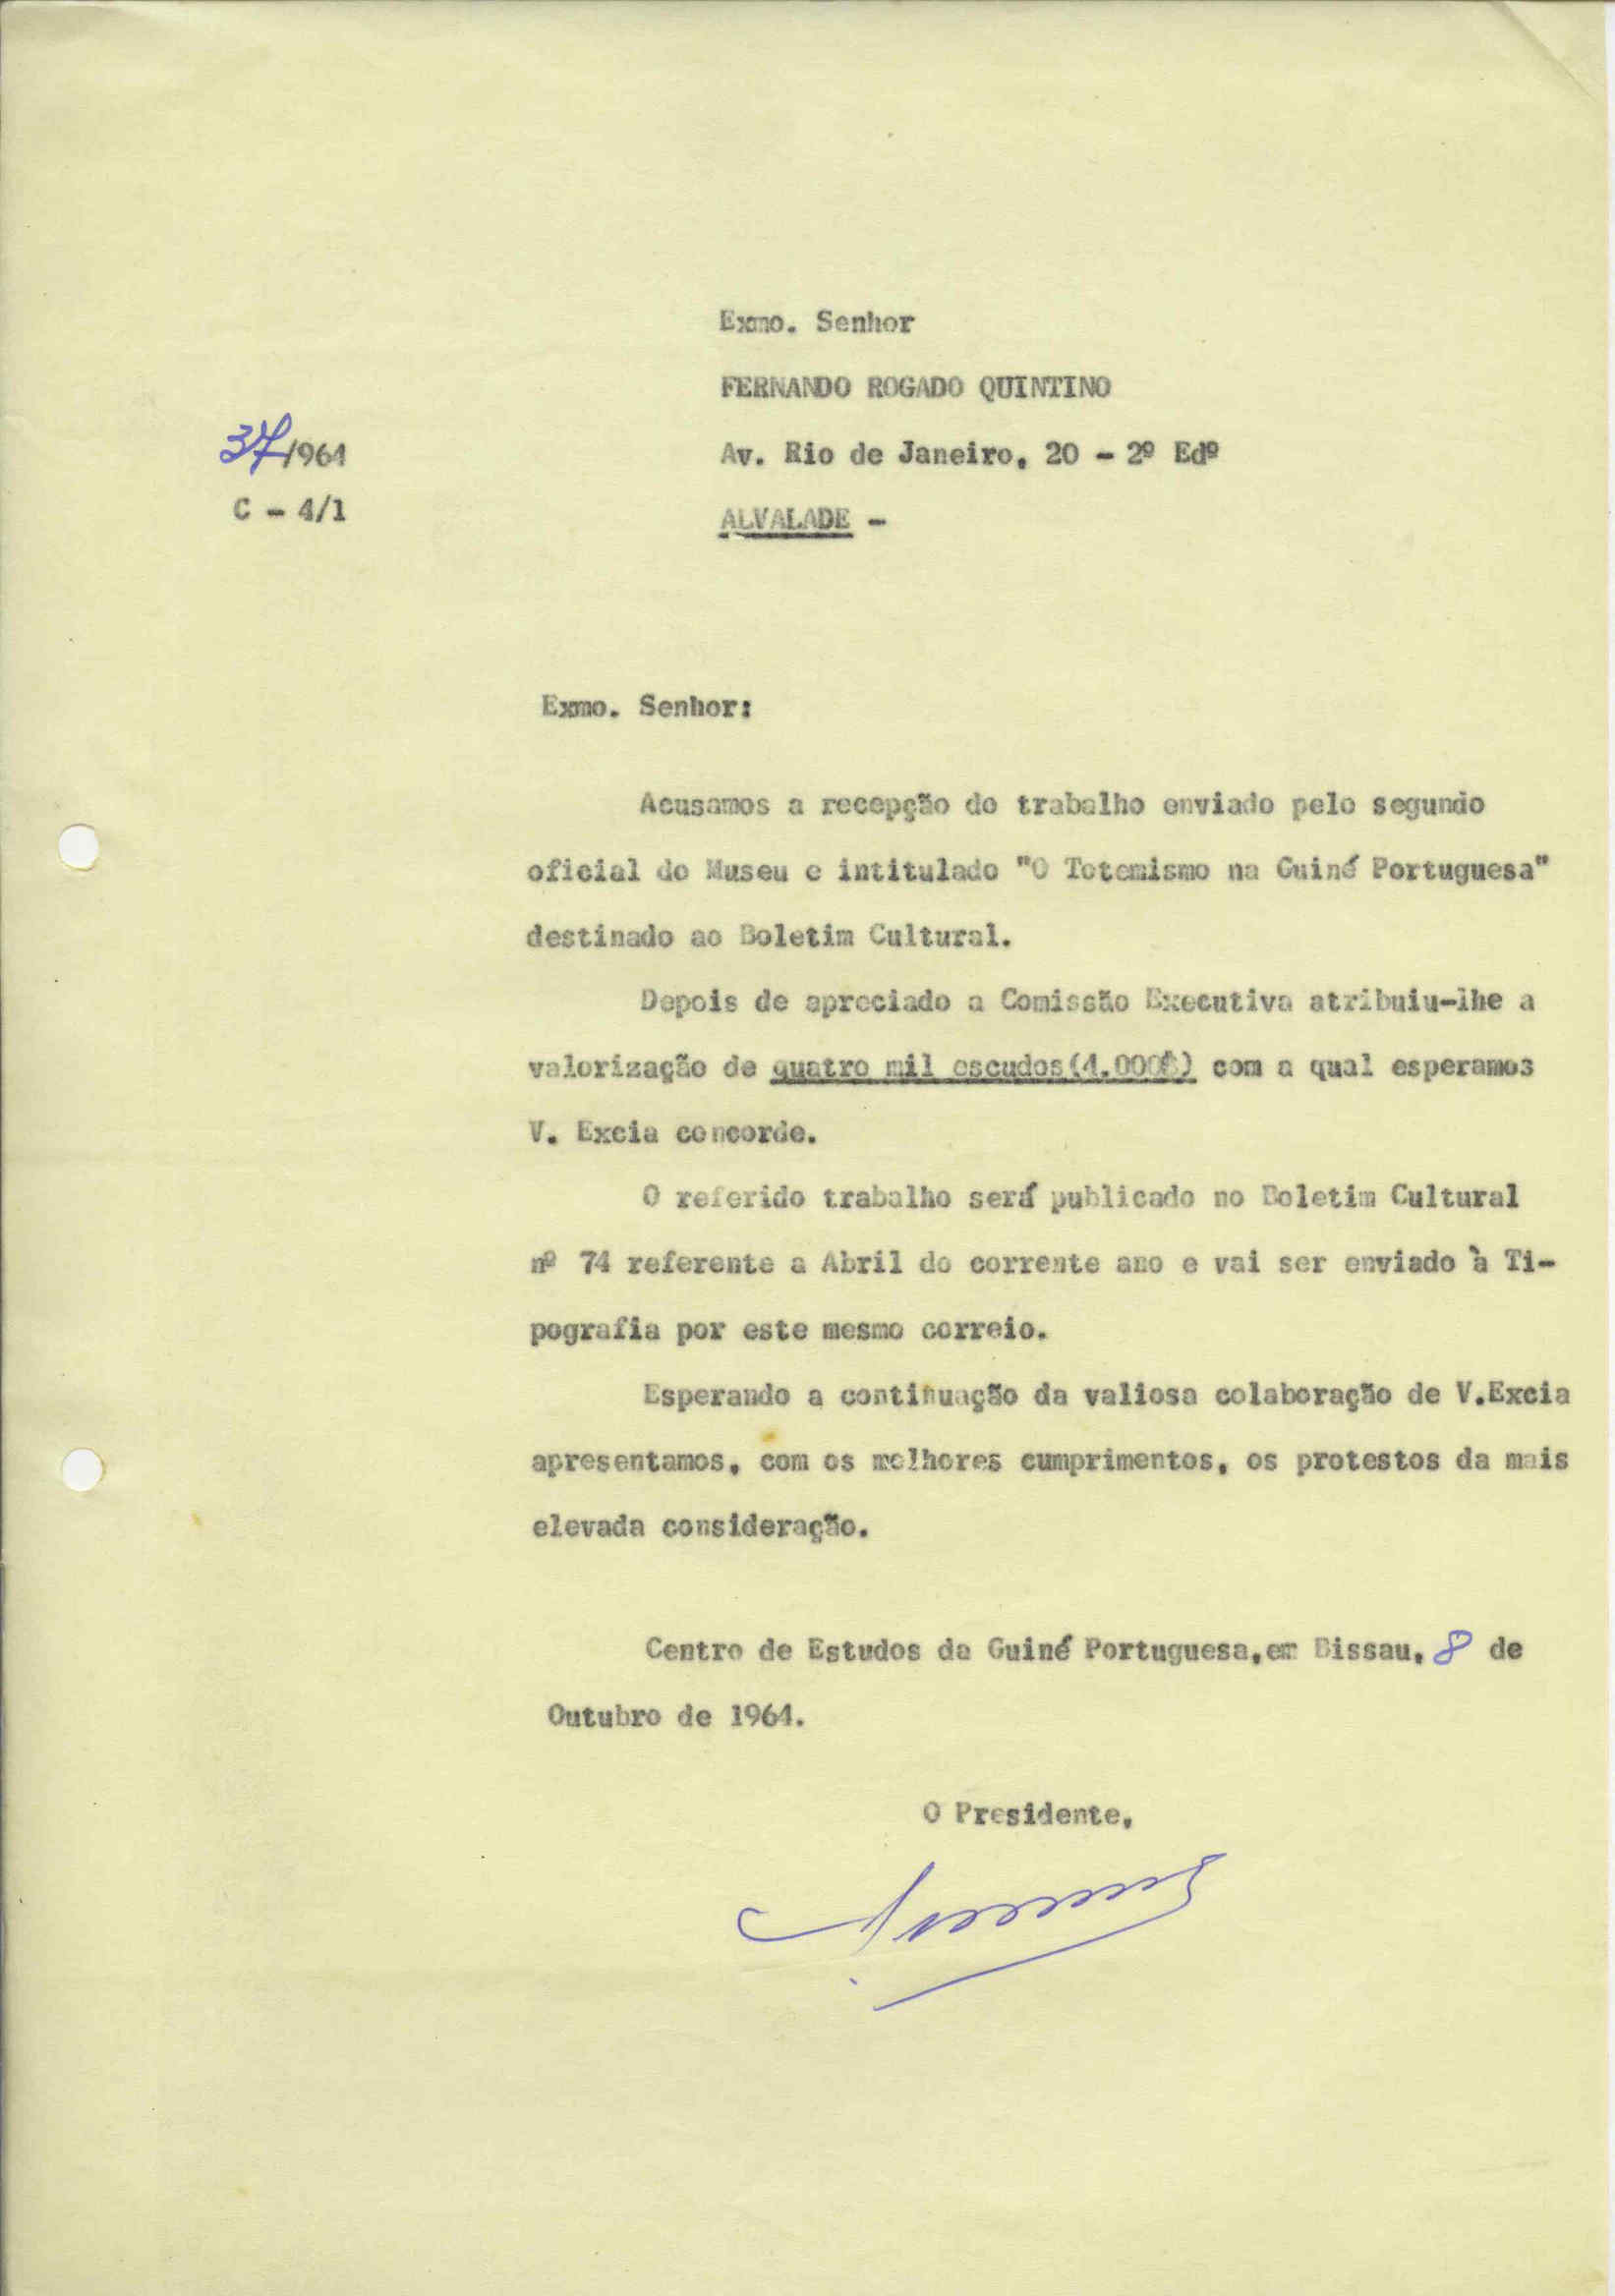 Exmo. Senhor
FERNANDO ROGADO QUINTINO
37/1964
Av. Rio de Janeiro, 20 - 2º Edº
C - 4/1
ALVALADE -
Exmo. Senhor:
Acusamos a recepção do trabalho enviado pelo segundo
oficial do Museu e intitulado "O Totemismo na Guiné Portuguesa"
destinado ao Boletim Cultural.
Depois de apreciado a Comissão Executiva atribuiu-lhe a
valorização de quatro mil escudos(4.000$) com a qual esperamos
V. Excia concorde.
O referido trabalho será publicado no Boletim Cultural
nº 74 referente a Abril do corrente ano e vai ser enviado à Ti-
pografia por este mesmo correio.
Esperando a continuação da valiosa colaboração de V.Excia
apresentamos, com os melhores cumprimentos, os protestos da mais
elevada consideração.
Centro de Estudos da Guiné Portuguesa,em Bissau, 8 de
Outubro de 1964.
O Presidente,